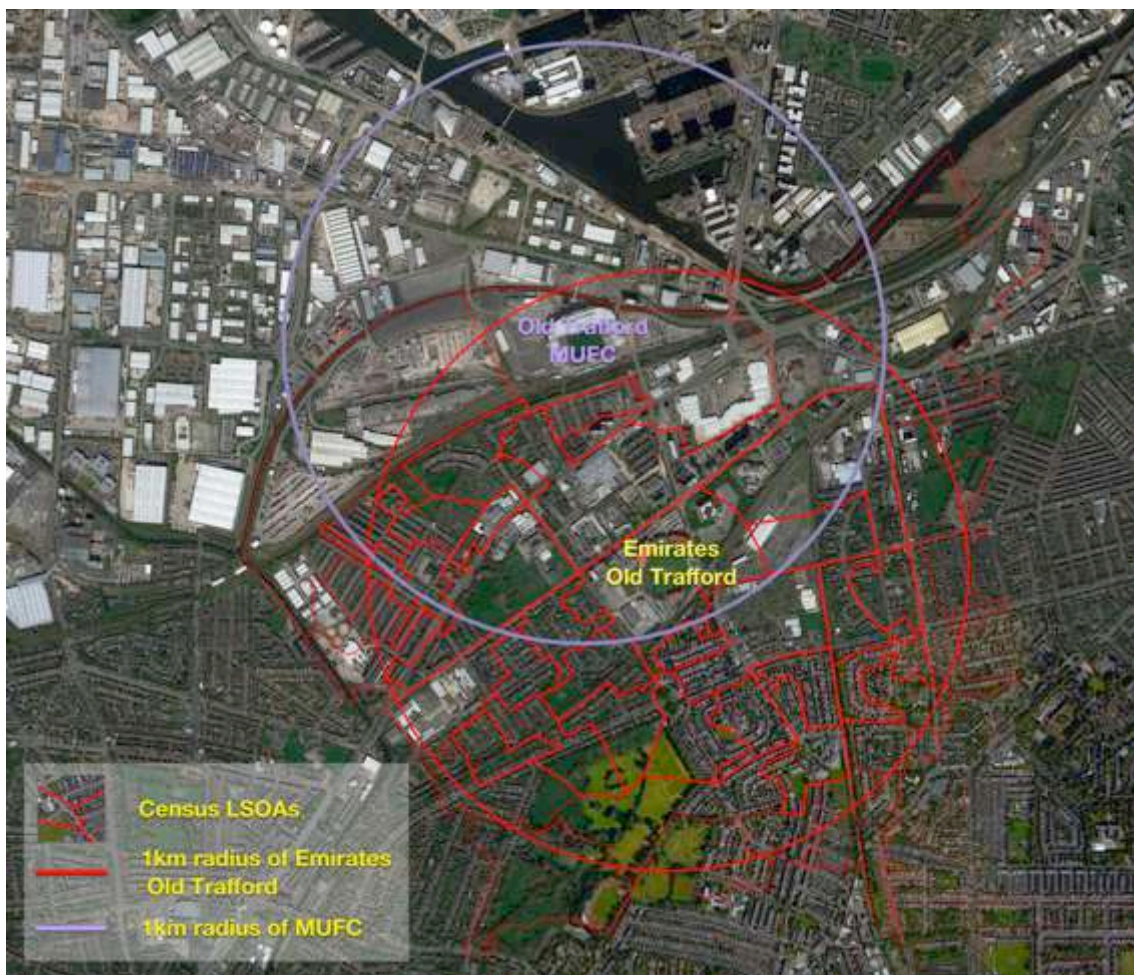 Old Trafford
MUFC
Emirates
Old Trafford
Census LSOAs
1km radius of Emirates
Old Trafford
1km radius of MUFC